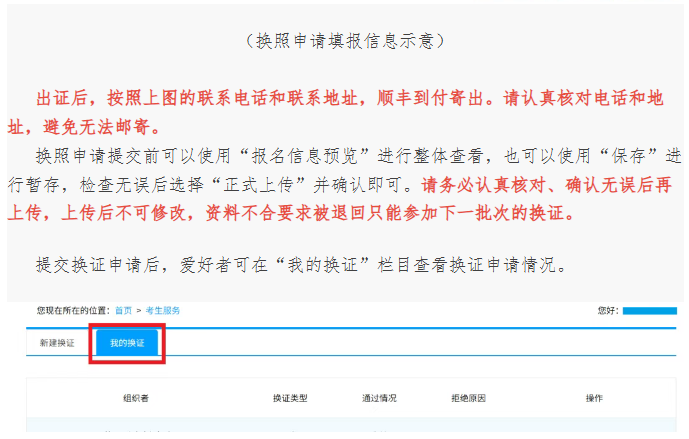 （换照申请填报信息示意）
出证后，按照上图的联系电话和联系地址，顺丰到付寄出。请认真核对电话和地
址，避免无法邮寄。
换照申请提交前可以使用“报名信息预览”进行整体查看，也可以使用“保存”进
行暂存，检查无误后选择“正式上传”并确认即可。请务必认真核对、确认无误后再
上传，上传后不可修改，资料不合要求被退回只能参加下一批次的换证。
提交换证申请后，爱好者可在“我的换证”栏目查看换证申请情况。
您现在所在的位置：首页 > 考生服务 您好：
新建换证 我的换证
组织者 换证类型 通过情况 拒绝原因 操作